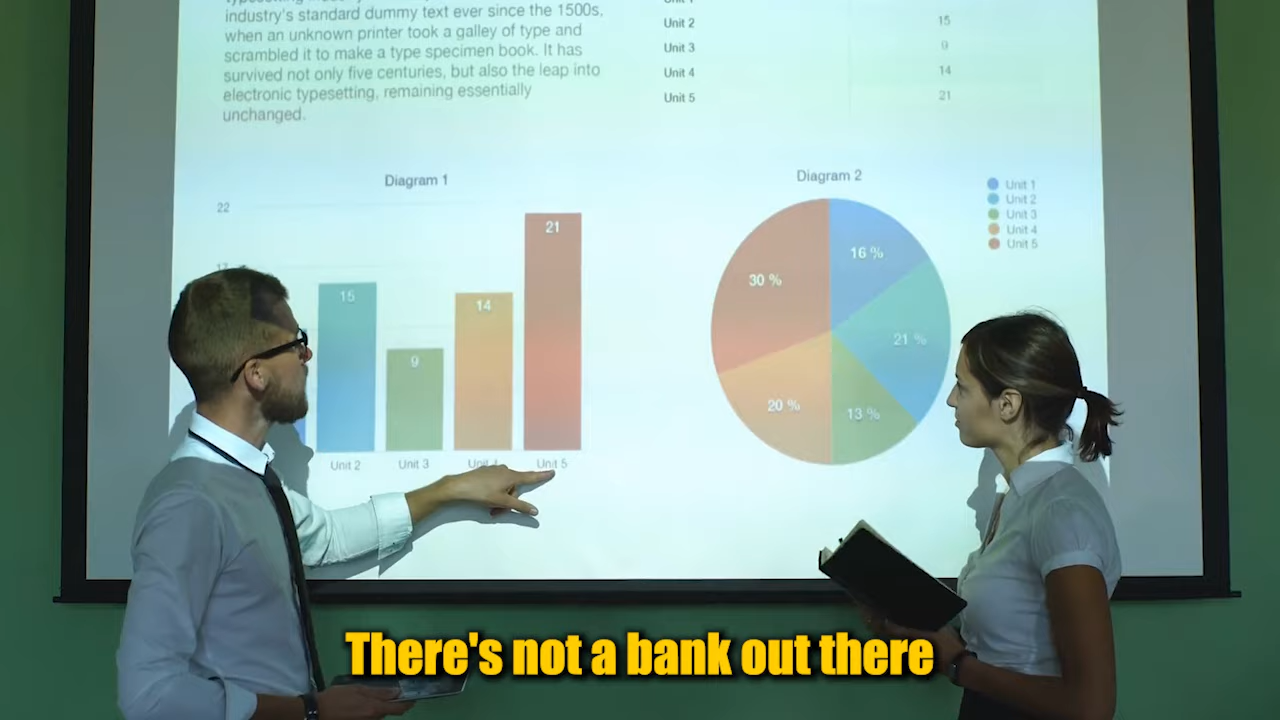 industry's standard dummy text ever since the 1500s,
when an unknown printer took a galley of type and
scrambled it to make a type specimen book. It has
survived not only five centuries, but also the leap into
electronic typesetting, remaining essentially
unchanged.
Unit 2 15
Unit 3 9
Unit 4 14
Unit 5 21
Diagram 1
22
15
9
14
21
Unit 2
Unit 3
Unit 5
Diagram 2
16 %
21 %
13 %
20 %
30 %
Unit 1
Unit 2
Unit 3
Unit 4
Unit 5
There's not a bank out there